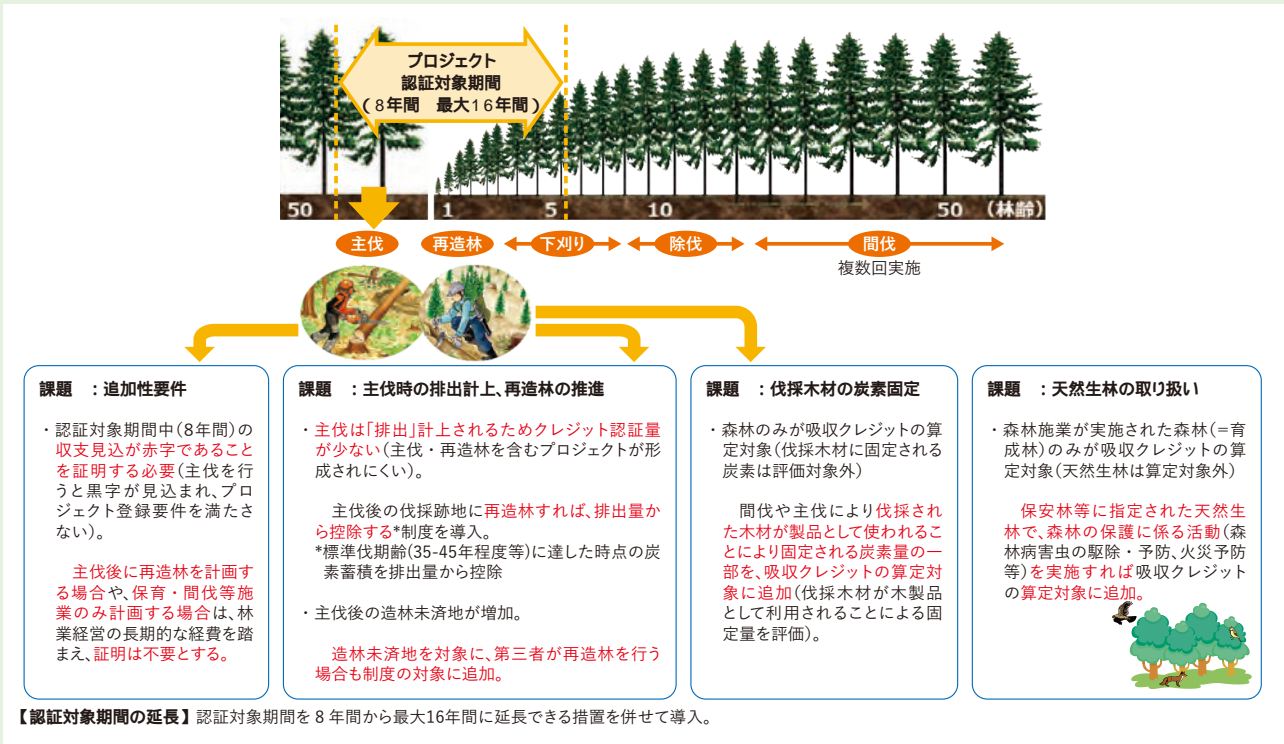 プロジェクト
認証対象期間
(8年間 最大16年間)
50
1
5
10
50 (林齢)
主伐
再造林
下刈り
除伐
間伐
複数回実施
課題 :追加性要件
・認証対象期間中(8年間)の
収支見込が赤字であること
を証明する必要(主伐を行
うと黒字が見込まれ、プロ
ジェクト登録要件を満たさ
ない)。
主伐後に再造林を計画す
る場合や、保育・間伐等施
業のみ計画する場合は、林
業経営の長期的な経費を踏
まえ、証明は不要とする。
課題 :主伐時の排出計上、再造林の推進
・主伐は「排出」計上されるためクレジット認証量
が少ない(主伐・再造林を含むプロジェクトが形
成されにくい)。
主伐後の伐採跡地に再造林すれば、排出量か
ら控除する*制度を導入。
*標準伐期齢(35-45年程度等)に達した時点の炭
素蓄積を排出量から控除
・主伐後の造林未済地が増加。
造林未済地を対象に、第三者が再造林を行う
場合も制度の対象に追加。
課題 :伐採木材の炭素固定
・森林のみが吸収クレジットの算
定対象(伐採木材に固定される
炭素は評価対象外)
間伐や主伐により伐採され
た木材が製品として使われるこ
とにより固定される炭素量の一
部を、吸収クレジットの算定対
象に追加(伐採木材が木製品
として利用されることによる固
定量を評価)。
課題 :天然生林の取り扱い
・森林施業が実施された森林(=育
成林)のみが吸収クレジットの算
定対象(天然生林は算定対象外)
保安林等に指定された天然生
林で、森林の保護に係る活動(森
林病害虫の駆除・予防、火災予防
等)を実施すれば吸収クレジット
の算定対象に追加。
【認証対象期間の延長】認証対象期間を8年間から最大16年間に延長できる措置を併せて導入。